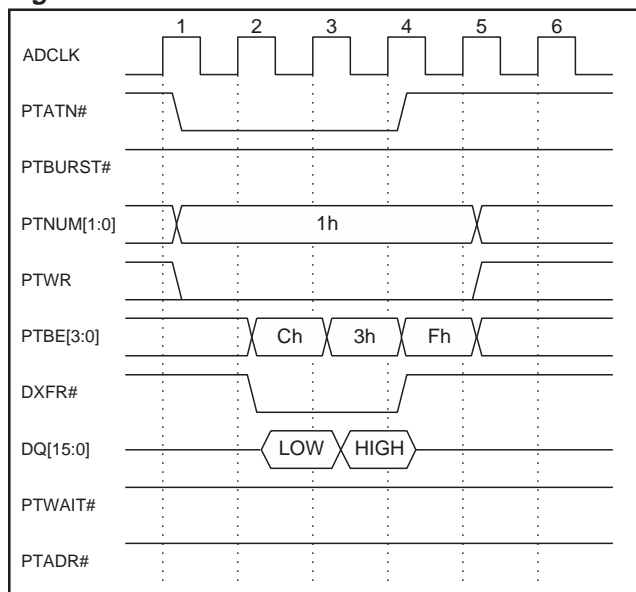 1 2 3 4 5 6
ADCLK
PTATN#
PTBURST#
PTNUM[1:0] 1h
PTWR
PTBE[3:0] Ch 3h Fh
DXFR#
DQ[15:0] LOW HIGH
PTWAIT#
PTADR#